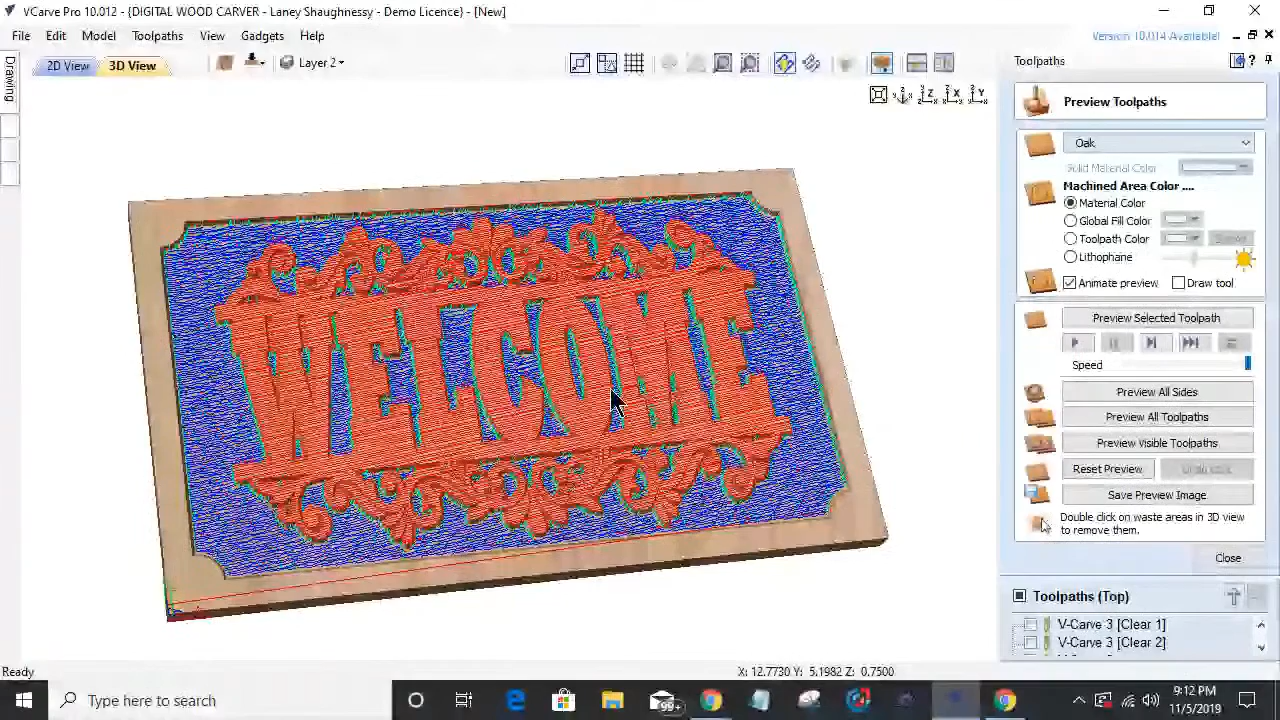 VCarve Pro 10.012 - {DIGITAL WOOD CARVER - Laney Shaughnessy - Demo Licence} - [New]
File Edit Model Toolpaths View Gadgets Help
Version 10.014 Available!
Drawing
2D View
3D View
Layer 2
Z X Y
WELCOME
Toolpaths
Preview Toolpaths
Oak
Solid Material Color
Machined Area Color ....
Material Color
Global Fill Color
Toolpath Color
Lithophane
Animate preview
Draw tool
Preview Selected Toolpath
Speed
Preview All Sides
Preview All Toolpaths
Preview Visible Toolpaths
Reset Preview
Save Preview Image
Double click on waste areas in 3D view
to remove them.
Close
Toolpaths (Top)
V-Carve 3 [Clear 1]
V-Carve 3 [Clear 2]
Ready
X: 12.7730 Y: 5.1982 Z: 0.7500
Type here to search
99+
9:12 PM
11/5/2019